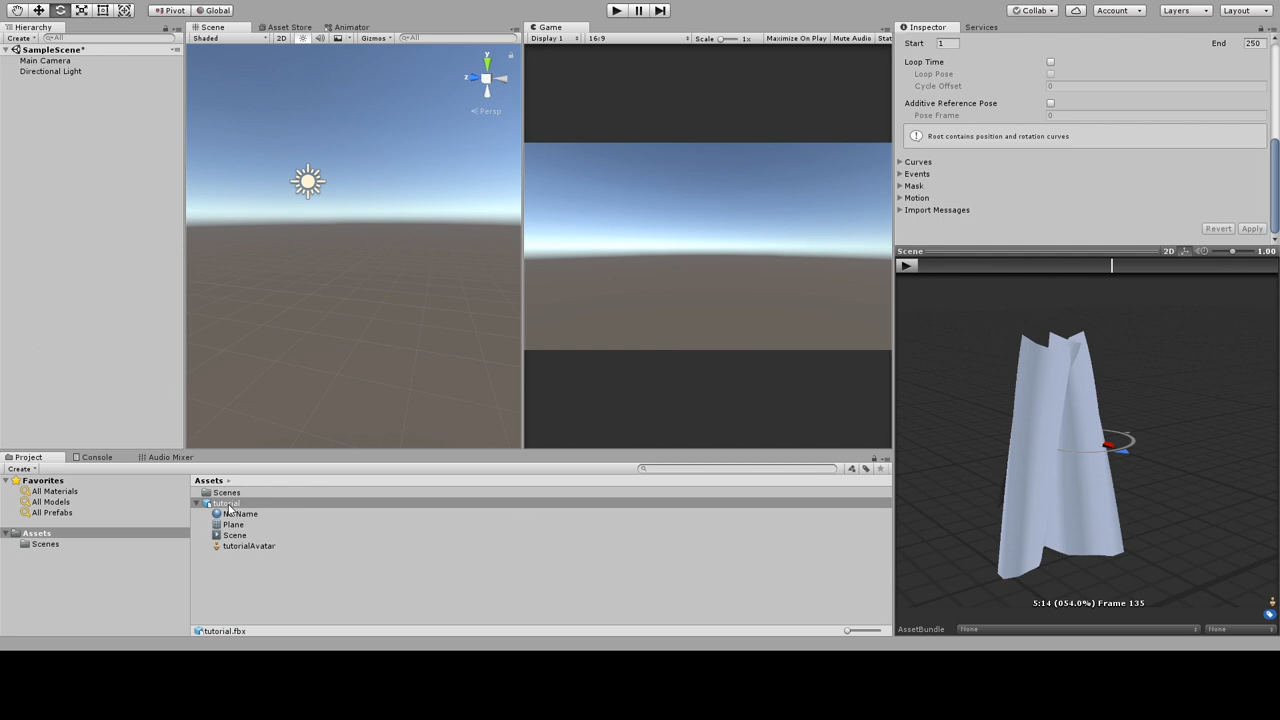 Pivot Global Collab Account Layers Layout
Hierarchy Scene Asset Store Animator Game Inspector Services
Create All Shaded 2D Gizmos All Display 1 16:9 Scale 1x Maximize On Play Mute Audio Stat
SampleScene*
Main Camera
Directional Light
y
z
Persp
Start 1 End 250
Loop Time
Loop Pose
Cycle Offset 0
Additive Reference Pose
Pose Frame 0
Root contains position and rotation curves
Curves
Events
Mask
Motion
Import Messages
Revert Apply
Scene 2D 1.00
5:14 (054.0%) Frame 135
AssetBundle None None
Project Console Audio Mixer
Create
Favorites
All Materials
All Models
All Prefabs
Assets
Scenes
Assets
Scenes
tutorial
Plane
Scene
tutorialAvatar
tutorial.fbx